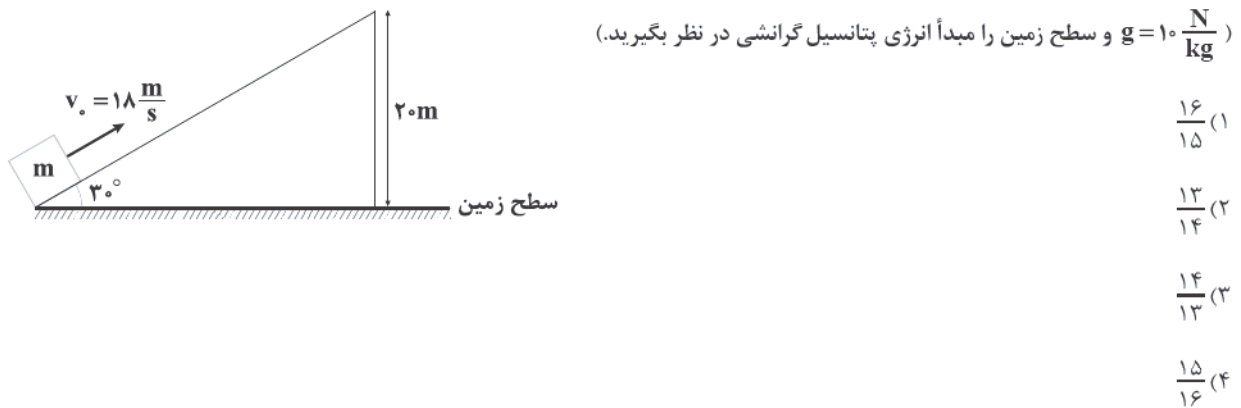 ( g = ۱۰ N/kg و سطح زمین را مبدأ انرژی پتانسیل گرانشی در نظر بگیرید.)
۱) ۱۶/۱۵
۲) ۱۳/۱۴
۳) ۱۴/۱۳
۴) ۱۵/۱۶
v₀ = ۱۸ m/s
m
۳۰°
۲۰m
سطح زمین